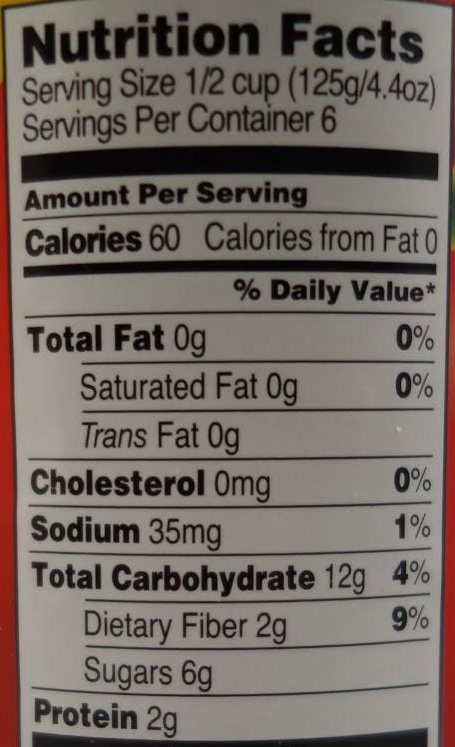 Nutrition Facts
Serving Size 1/2 cup (125g/4.4oz)
Servings Per Container 6
Amount Per Serving
Calories 60 Calories from Fat 0
% Daily Value*
Total Fat 0g 0%
Saturated Fat 0g 0%
Trans Fat 0g
Cholesterol 0mg 0%
Sodium 35mg 1%
Total Carbohydrate 12g 4%
Dietary Fiber 2g 9%
Sugars 6g
Protein 2g